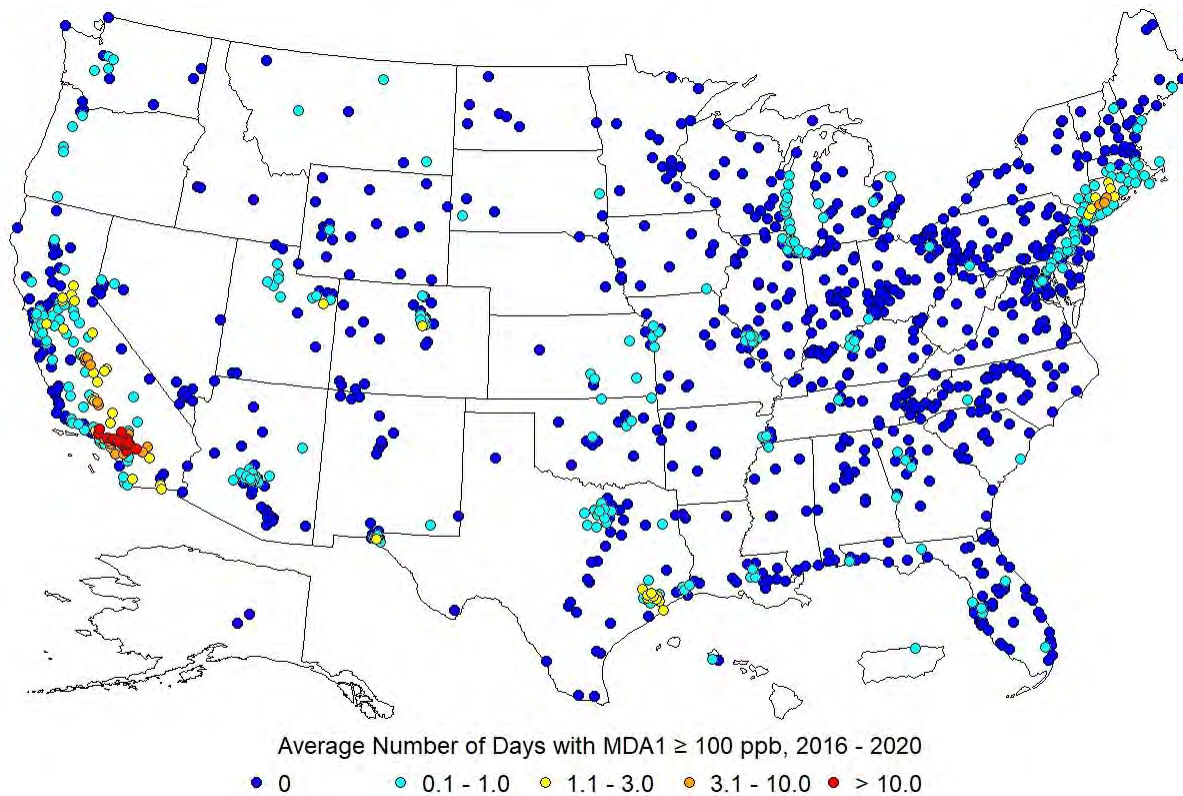 Average Number of Days with MDA1 ≥ 100 ppb, 2016 - 2020
0 0.1 - 1.0 1.1 - 3.0 3.1 - 10.0 > 10.0